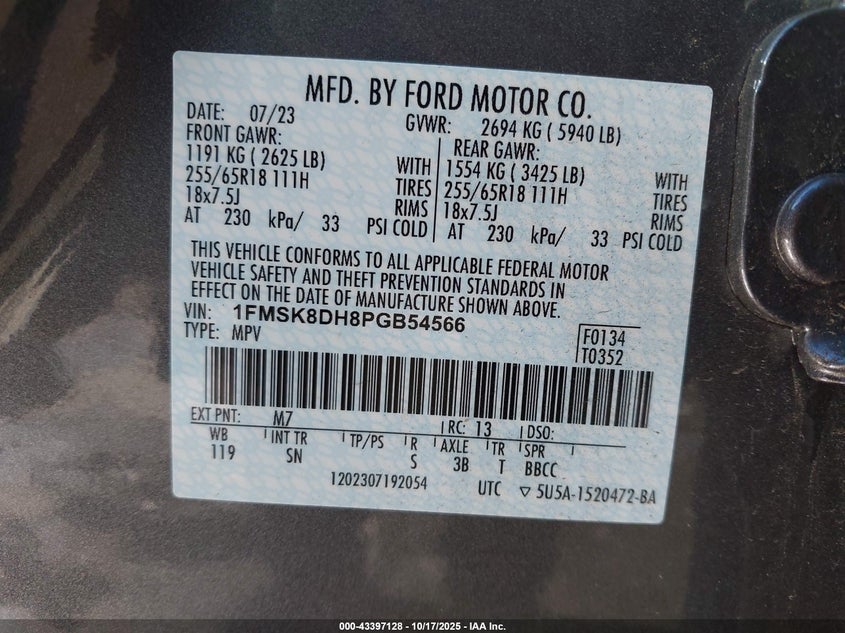 MFD. BY FORD MOTOR CO.
DATE: 07/23 GVWR: 2694 KG ( 5940 LB)
FRONT GAWR: REAR GAWR:
1191 KG ( 2625 LB) WITH 1554 KG ( 3425 LB) WITH
255/65R18 111H TIRES 255/65R18 111H TIRES
18x7.5J RIMS 18x7.5J RIMS
AT 230 kPa/ 33 PSI COLD AT 230 kPa/ 33 PSI COLD
THIS VEHICLE CONFORMS TO ALL APPLICABLE FEDERAL MOTOR
VEHICLE SAFETY AND THEFT PREVENTION STANDARDS IN
EFFECT ON THE DATE OF MANUFACTURE SHOWN ABOVE.
VIN: 1FMSK8DH8PGB54566
TYPE: MPV F0134
T0352
EXT PNT: M7 RC: 13 DSO:
WB INT TR TP/PS R AXLE TR SPR
119 SN S 3B T BBCC
1202307192054 UTC ▽ 5U5A-1520472-BA
000-43397128 - 10/17/2025 - IAA Inc.